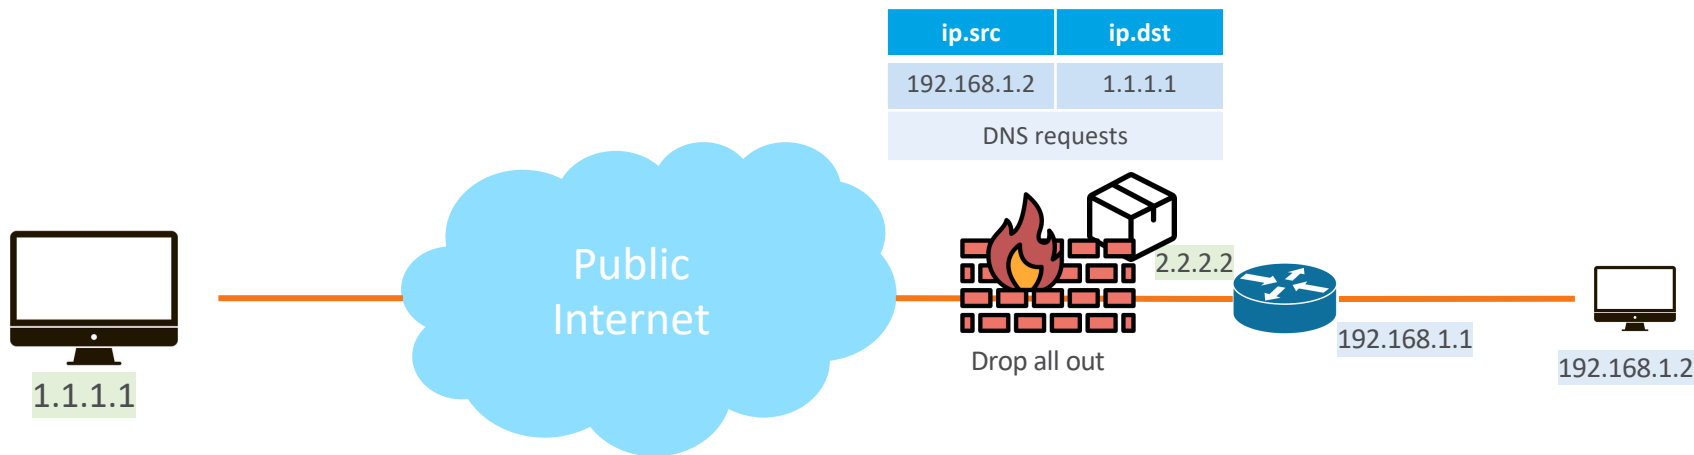 ip.src ip.dst
192.168.1.2 1.1.1.1
DNS requests
Public
Internet
2.2.2.2
Drop all out
192.168.1.1
192.168.1.2
1.1.1.1